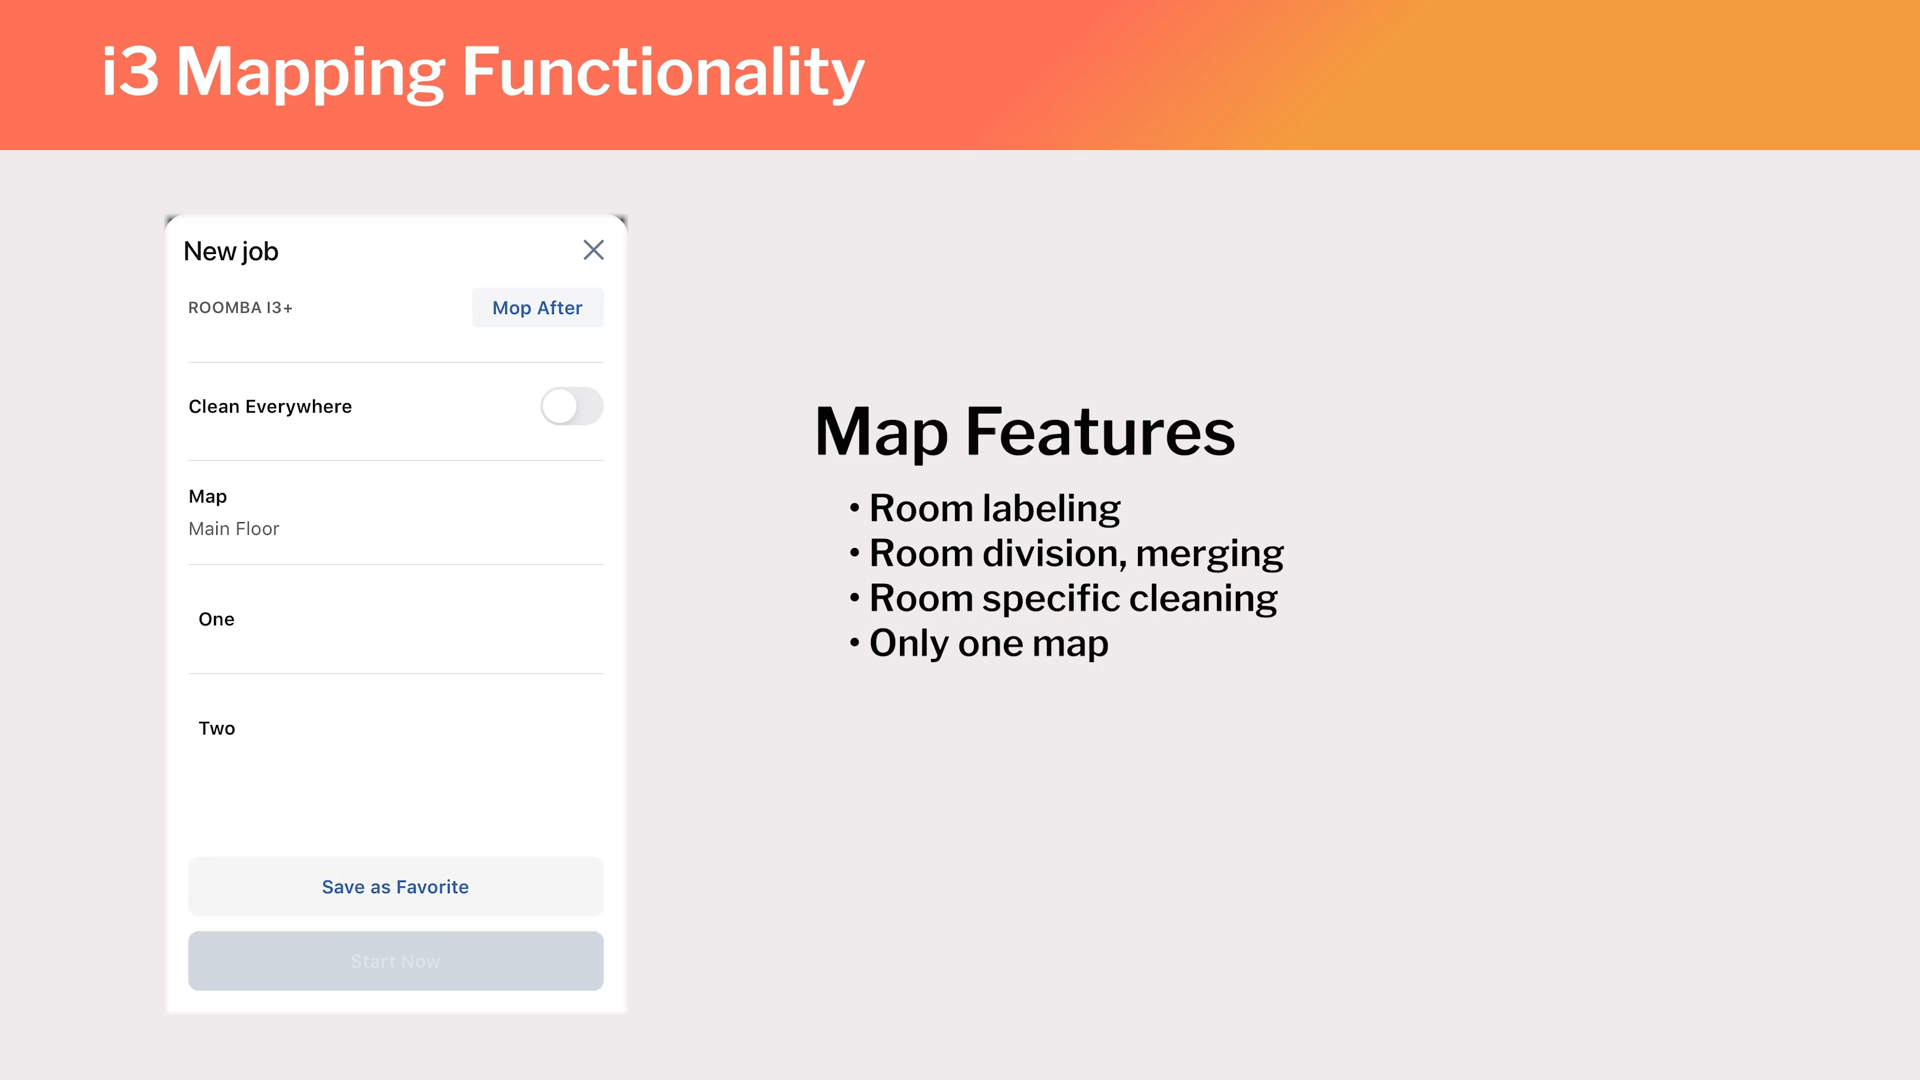 i3 Mapping Functionality
New job
ROOMBA I3+
Mop After
Clean Everywhere
Map
Main Floor
One
Two
Save as Favorite
Start Now
Map Features
• Room labeling
• Room division, merging
• Room specific cleaning
• Only one map